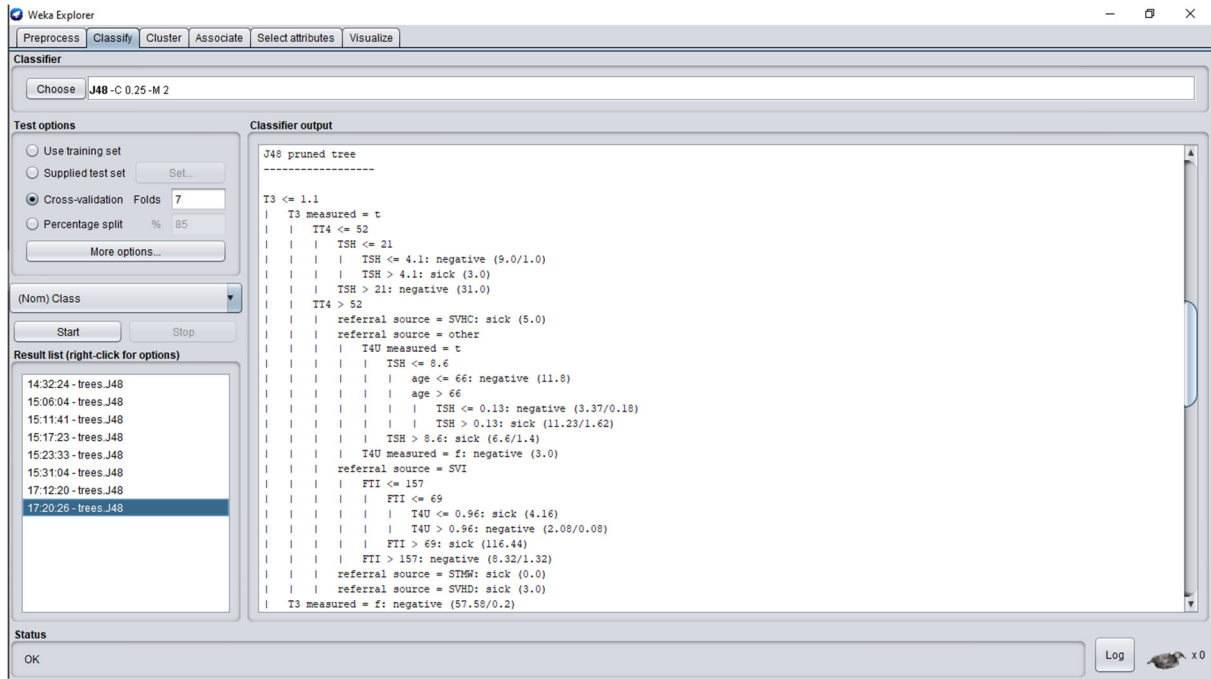 Weka Explorer
Preprocess Classify Cluster Associate Select attributes Visualize
Classifier
Choose J48 -C 0.25 -M 2
Test options
Use training set
Supplied test set Set...
Cross-validation Folds 7
Percentage split % 85
More options...
(Nom) Class
Start Stop
Result list (right-click for options)
14:32:24 - trees.J48
15:06:04 - trees.J48
15:11:41 - trees.J48
15:17:23 - trees.J48
15:23:33 - trees.J48
15:31:04 - trees.J48
17:12:20 - trees.J48
17:20:26 - trees.J48
Classifier output
J48 pruned tree
------------------
T3 <= 1.1
|   T3 measured = t
|   |   TT4 <= 52
|   |   |   TSH <= 21
|   |   |   |   TSH <= 4.1: negative (9.0/1.0)
|   |   |   |   TSH > 4.1: sick (3.0)
|   |   |   TSH > 21: negative (31.0)
|   |   TT4 > 52
|   |   |   referral source = SVHC: sick (5.0)
|   |   |   referral source = other
|   |   |   |   T4U measured = t
|   |   |   |   |   TSH <= 8.6
|   |   |   |   |   |   age <= 66: negative (11.8)
|   |   |   |   |   |   age > 66
|   |   |   |   |   |   |   TSH <= 0.13: negative (3.37/0.18)
|   |   |   |   |   |   |   TSH > 0.13: sick (11.23/1.62)
|   |   |   |   |   TSH > 8.6: sick (6.6/1.4)
|   |   |   |   T4U measured = f: negative (3.0)
|   |   |   referral source = SVI
|   |   |   |   FTI <= 157
|   |   |   |   |   FTI <= 69
|   |   |   |   |   |   T4U <= 0.96: sick (4.16)
|   |   |   |   |   |   T4U > 0.96: negative (2.08/0.08)
|   |   |   |   |   FTI > 69: sick (116.44)
|   |   |   |   FTI > 157: negative (8.32/1.32)
|   |   |   referral source = STMW: sick (0.0)
|   |   |   referral source = SVHD: sick (3.0)
|   T3 measured = f: negative (57.58/0.2)
Status
OK
Log x 0